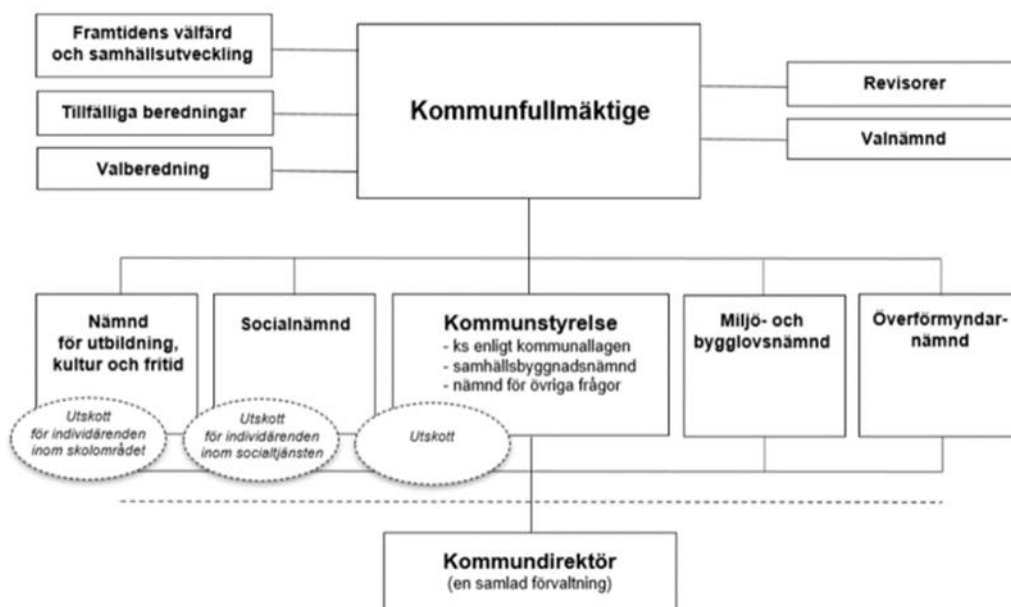 Framtidens välfärd
och samhällsutveckling
Tillfälliga beredningar
Valberedning
Kommunfullmäktige
Revisorer
Valnämnd
Nämnd
för utbildning,
kultur och fritid
Utskott
för individärenden
inom skolområdet
Socialnämnd
Utskott
för individärenden
inom socialtjänsten
Kommunstyrelse
- ks enligt kommunallagen
- samhällsbyggnadsnämnd
- nämnd för övriga frågor
Utskott
Miljö- och
bygglovsnämnd
Överförmyndar-
nämnd
Kommundirektör
(en samlad förvaltning)